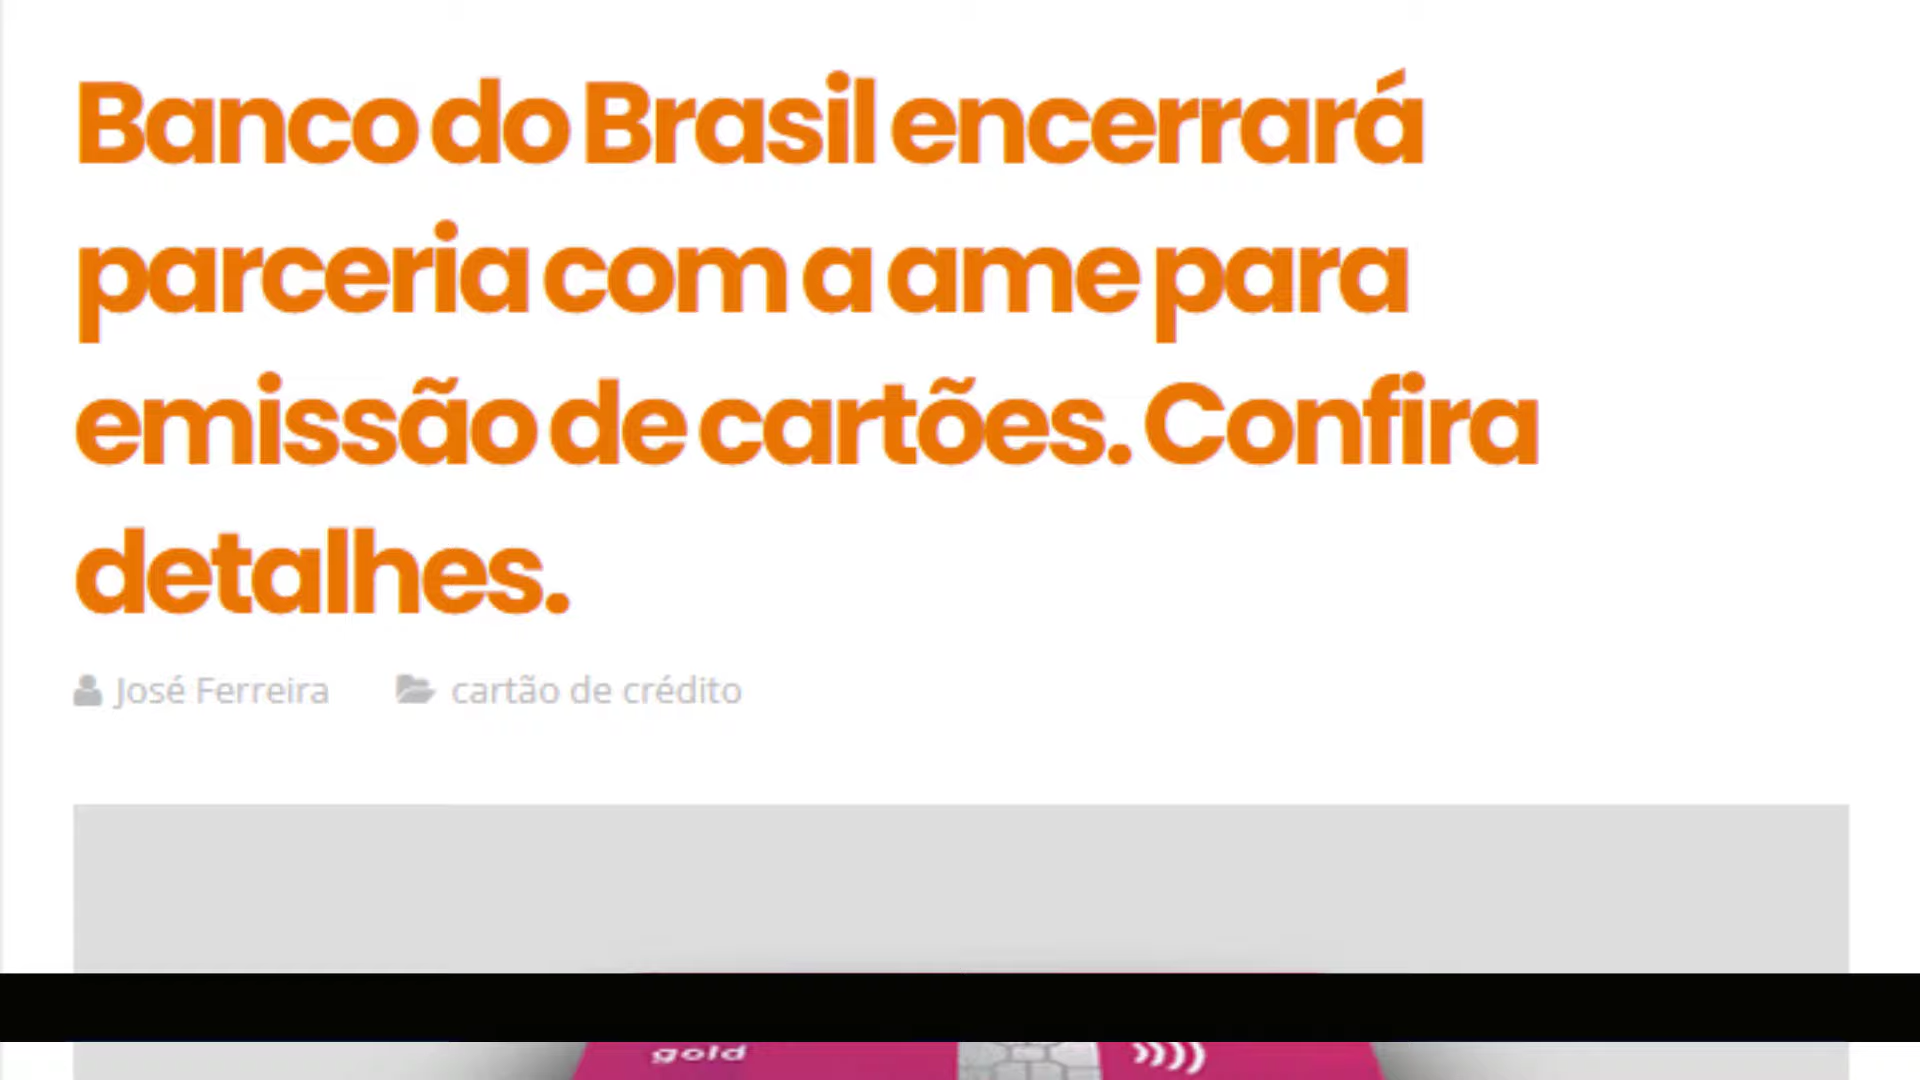 Banco do Brasil encerrará
parceria com a ame para
emissão de cartões. Confira
detalhes.
José Ferreira cartão de crédito
gold